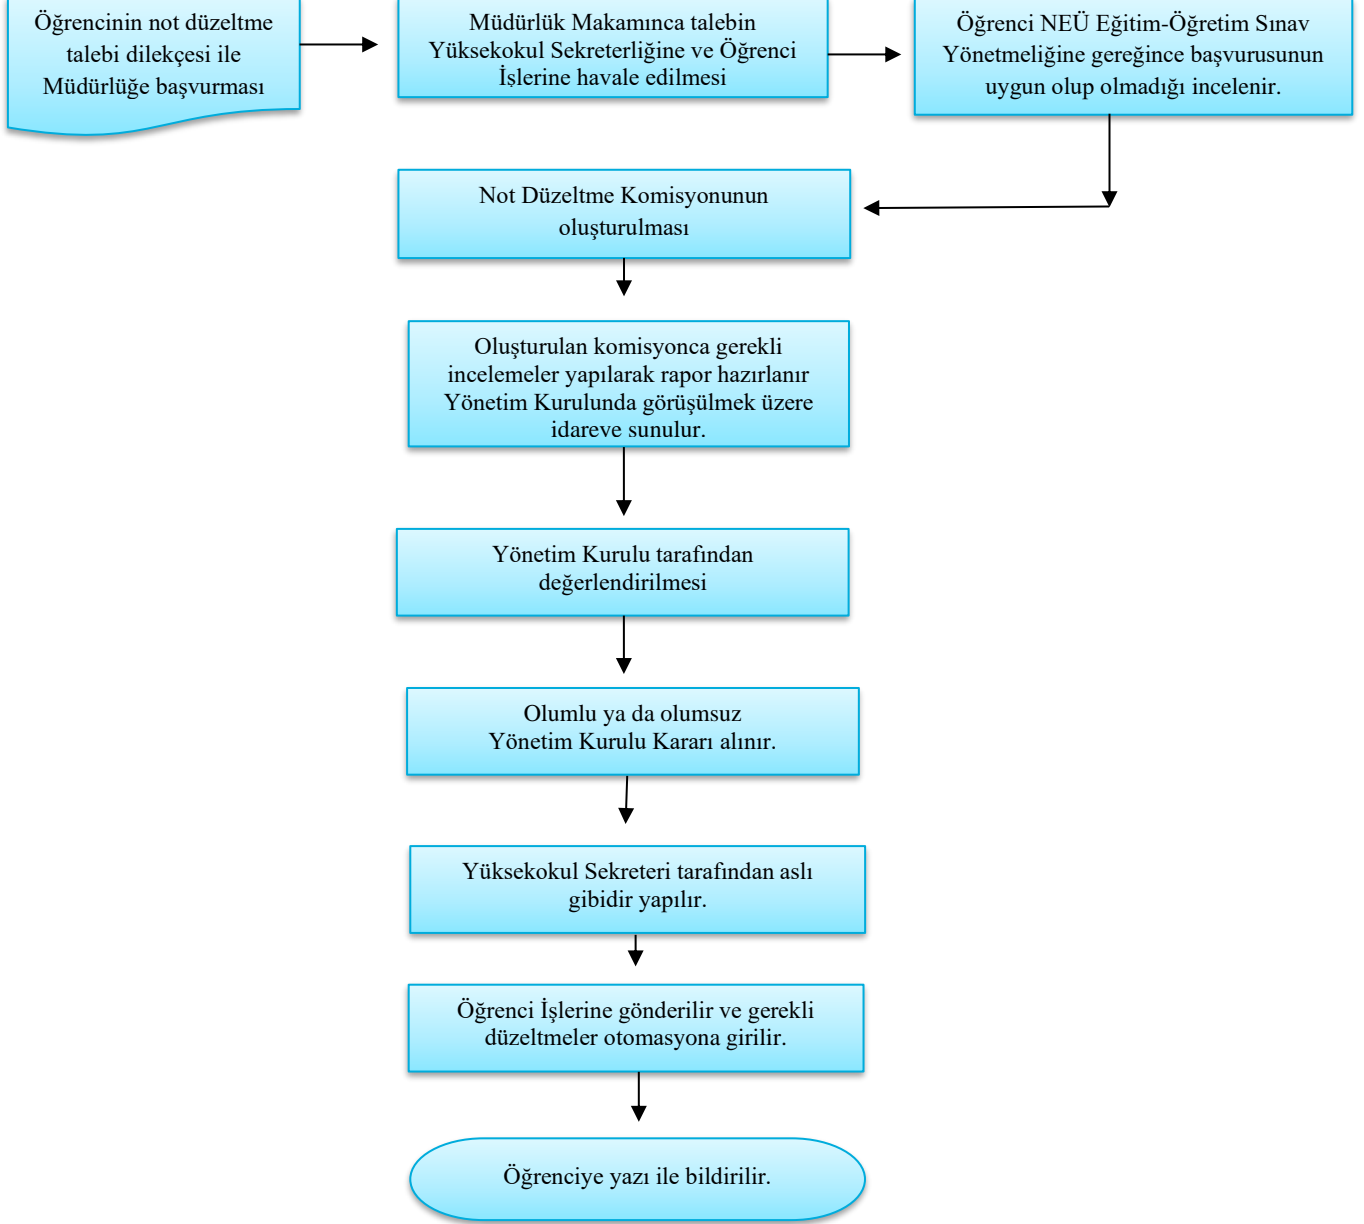 Öğrencinin not düzeltme
talebi dilekçesi ile
Müdürlüğe başvurması
Müdürlük Makamınca talebin
Yüksekokul Sekreterliğine ve Öğrenci
İşlerine havale edilmesi
Öğrenci NEÜ Eğitim-Öğretim Sınav
Yönetmeliğine gereğince başvurusunun
uygun olup olmadığı incelenir.
Not Düzeltme Komisyonunun
oluşturulması
Oluşturulan komisyonca gerekli
incelemeler yapılarak rapor hazırlanır
Yönetim Kurulunda görüşülmek üzere
idareve sunulur.
Yönetim Kurulu tarafından
değerlendirilmesi
Olumlu ya da olumsuz
Yönetim Kurulu Kararı alınır.
Yüksekokul Sekreteri tarafından aslı
gibidir yapılır.
Öğrenci İşlerine gönderilir ve gerekli
düzeltmeler otomasyona girilir.
Öğrenciye yazı ile bildirilir.